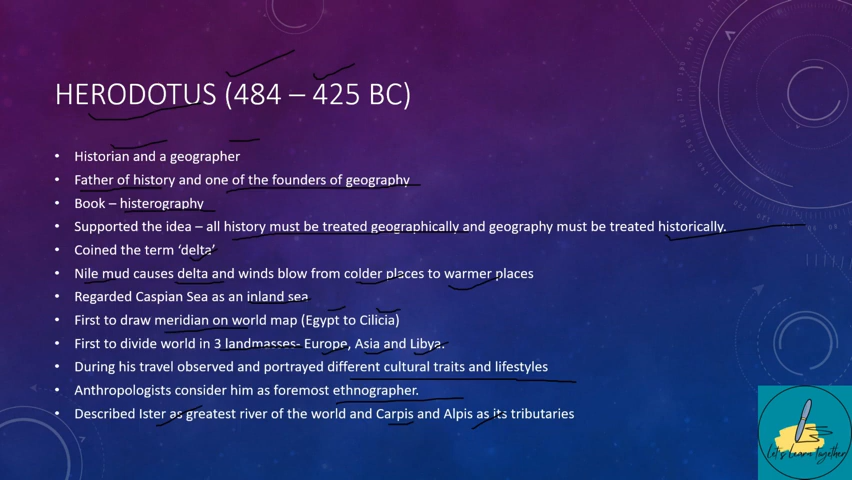 HERODOTUS (484 – 425 BC)
• Historian and a geographer
• Father of history and one of the founders of geography
• Book – histerography
• Supported the idea – all history must be treated geographically and geography must be treated historically.
• Coined the term ‘delta’
• Nile mud causes delta and winds blow from colder places to warmer places
• Regarded Caspian Sea as an inland sea
• First to draw meridian on world map (Egypt to Cilicia)
• First to divide world in 3 landmasses- Europe, Asia and Libya.
• During his travel observed and portrayed different cultural traits and lifestyles
• Anthropologists consider him as foremost ethnographer.
• Described Ister as greatest river of the world and Carpis and Alpis as its tributaries
Let's learn together